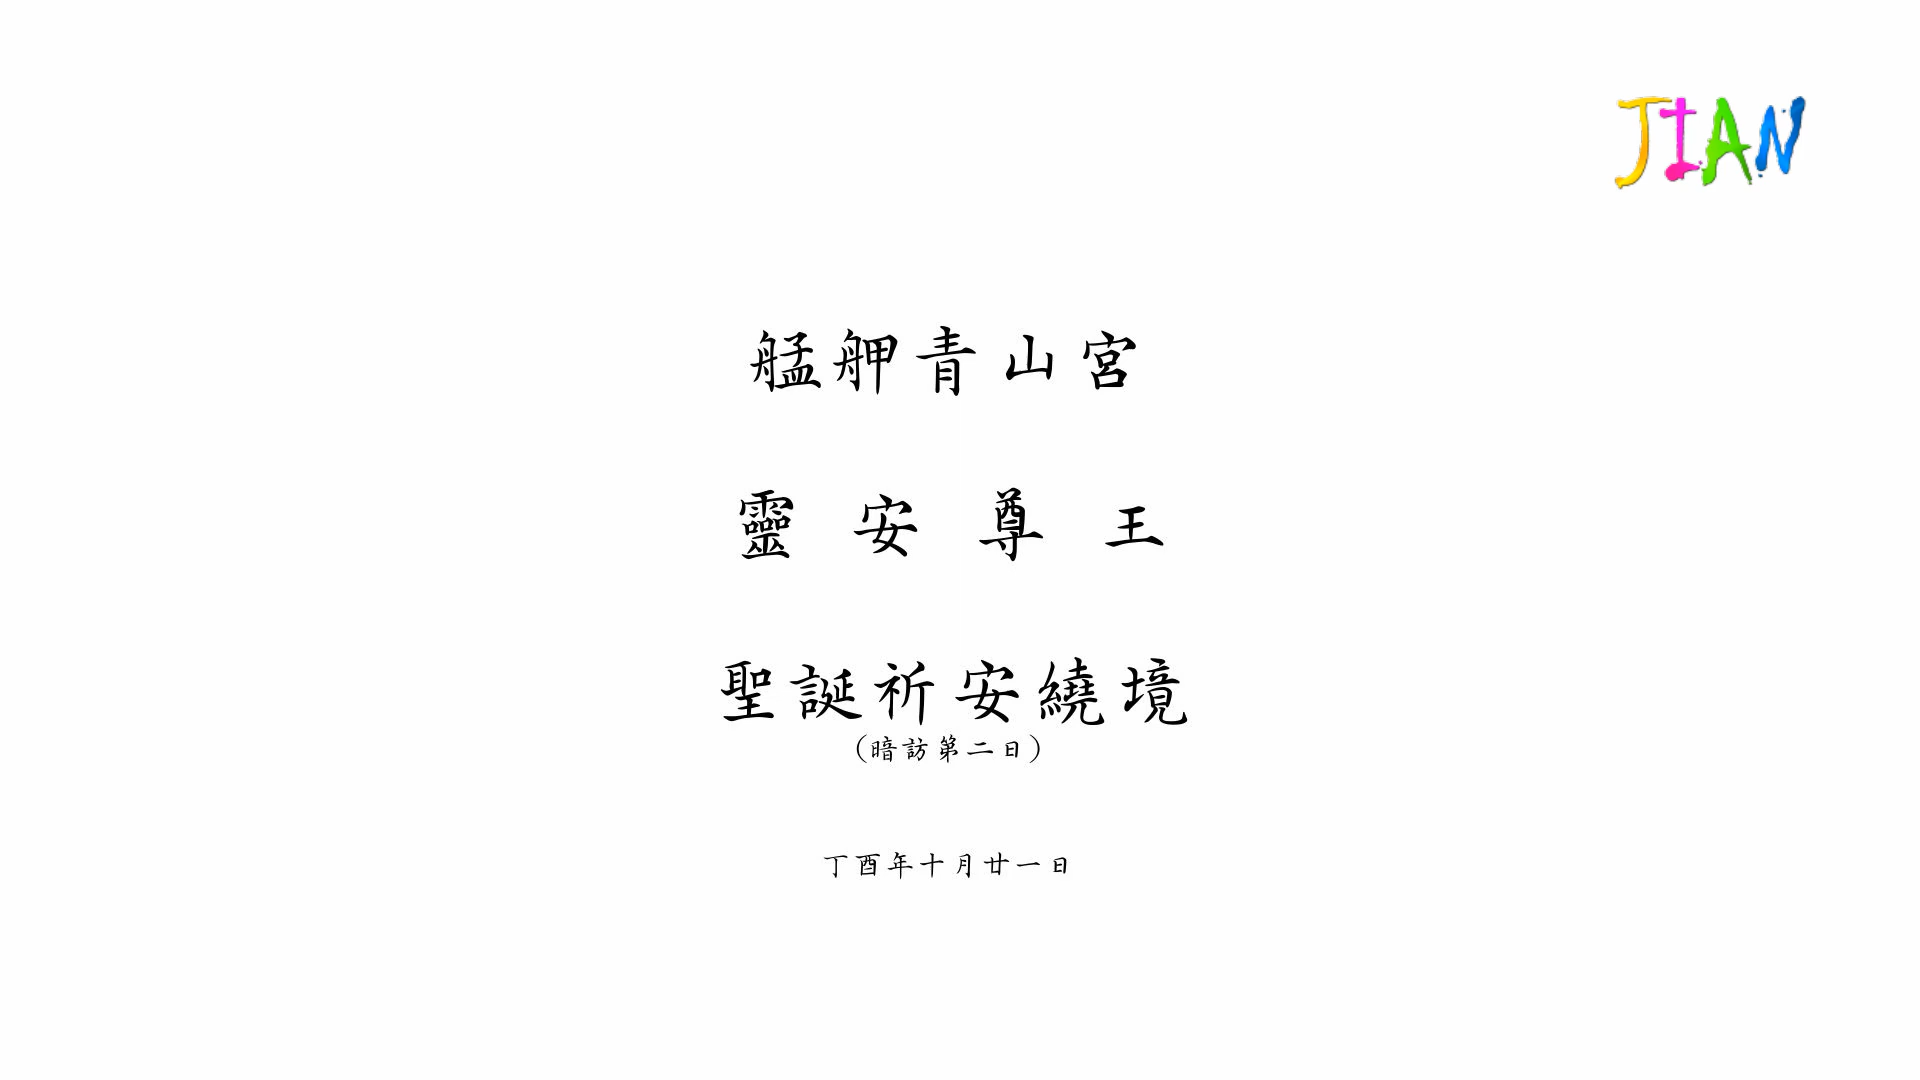 JIAN
艋舺青山宮
靈安尊王
聖誕祈安繞境
(暗訪第二日)
丁酉年十月廿一日